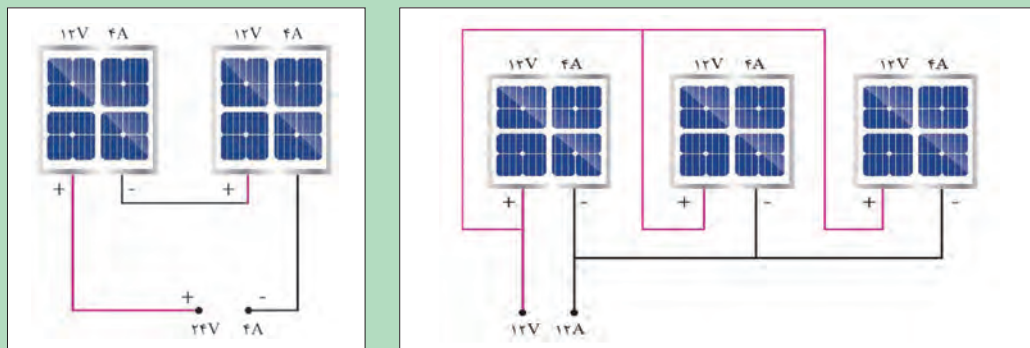 ۱۲V ۴A ۱۲V ۴A
+ - + -
+ -
۲۴V ۴A
۱۲V ۴A ۱۲V ۴A ۱۲V ۴A
+ - + - + -
۱۲V ۱۲A